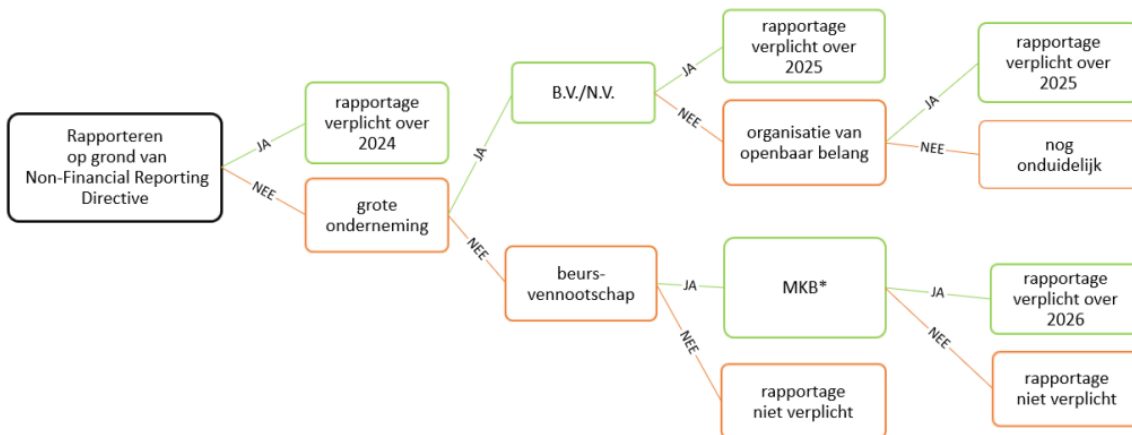 Rapporteren
op grond van
Non-Financial Reporting
Directive
JA
NEE
rapportage
verplicht over
2024
grote
onderneming
JA
NEE
B.V./N.V.
JA
NEE
rapportage
verplicht over
2025
organisatie van
openbaar belang
JA
NEE
rapportage
verplicht over
2025
nog
onduidelijk
beurs-
vennootschap
JA
NEE
MKB*
JA
NEE
rapportage
verplicht over
2026
rapportage
niet verplicht
rapportage
niet verplicht